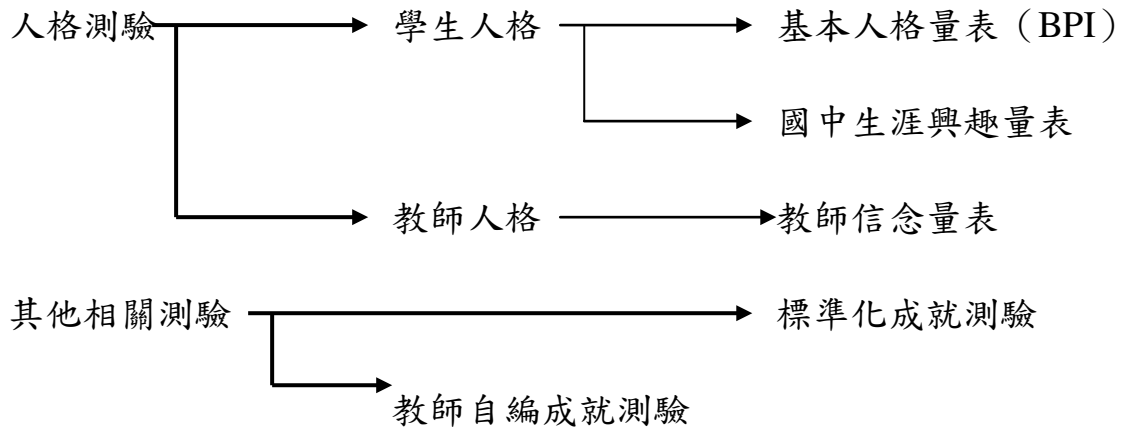 人格測驗 學生人格 基本人格量表（BPI）
國中生涯興趣量表
教師人格 教師信念量表
其他相關測驗 標準化成就測驗
教師自編成就測驗